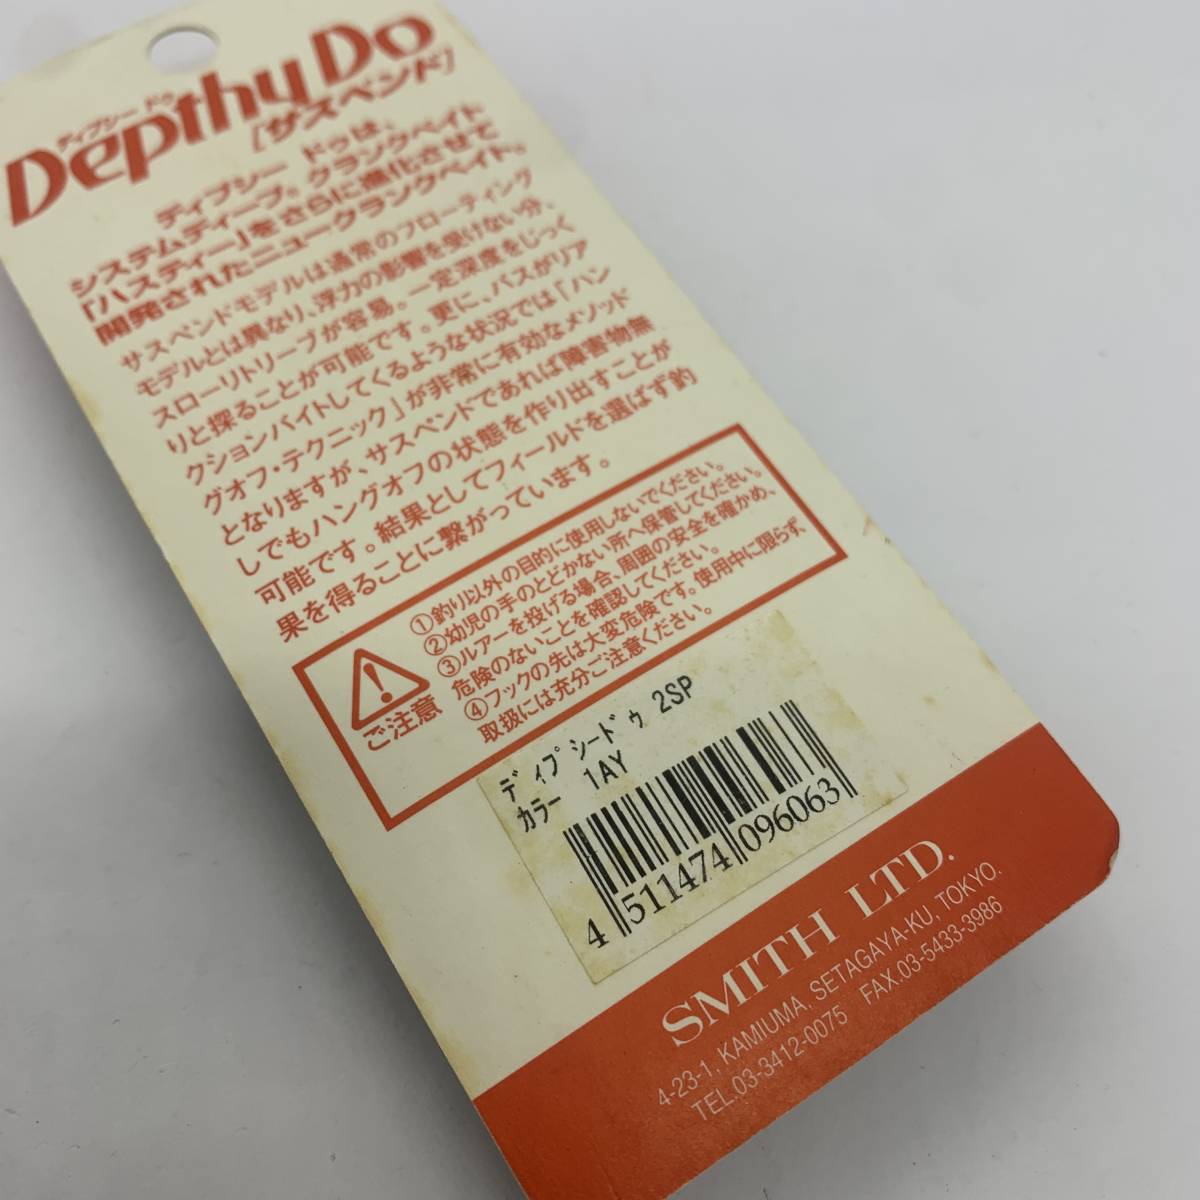 ディプシー ドゥ
Depthy Do
[サスペンド]
ディプシー ドゥは、
システムディープ。クランクベイト
「ハスティー」をさらに進化させて
開発されたニュークランクベイト。
サスペンドモデルは通常のフローティング
モデルとは異なり、浮力の影響を受けない分、
スローリトリーブが容易。一定深度をじっく
りと探ることが可能です。更に、バスがリア
クションバイトしてくるような状況では「ハン
グオフ・テクニック」が非常に有効なメソッド
となりますが、サスペンドであれば障害物無
しでもハングオフの状態を作り出すことが
可能です。結果としてフィールドを選ばず釣
果を得ることに繋がっています。
ご注意
①釣り以外の目的に使用しないでください。
②幼児の手のとどかない所へ保管してください。
③ルアーを投げる場合、周囲の安全を確かめ、
危険のないことを確認してください。
④フックの先は大変危険です。使用中に限らず、
取扱には充分ご注意ください。
ディプシードゥ 2SP
カラー 1AY
4 511474 096063
SMITH LTD.
4-23-1, KAMIUMA, SETAGAYA-KU, TOKYO.
TEL.03-3412-0075 FAX.03-5433-3986